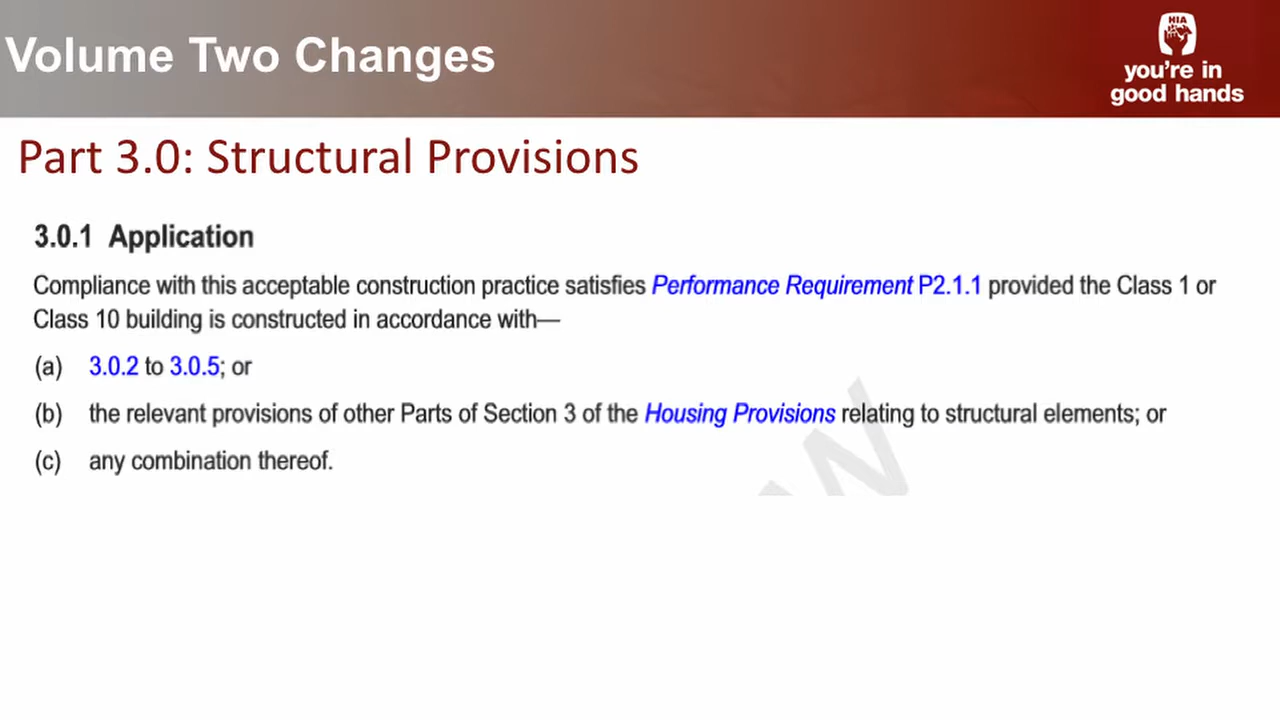 Volume Two Changes
HIA
you're in
good hands
Part 3.0: Structural Provisions
3.0.1 Application
Compliance with this acceptable construction practice satisfies Performance Requirement P2.1.1 provided the Class 1 or
Class 10 building is constructed in accordance with—
(a) 3.0.2 to 3.0.5; or
(b) the relevant provisions of other Parts of Section 3 of the Housing Provisions relating to structural elements; or
(c) any combination thereof.